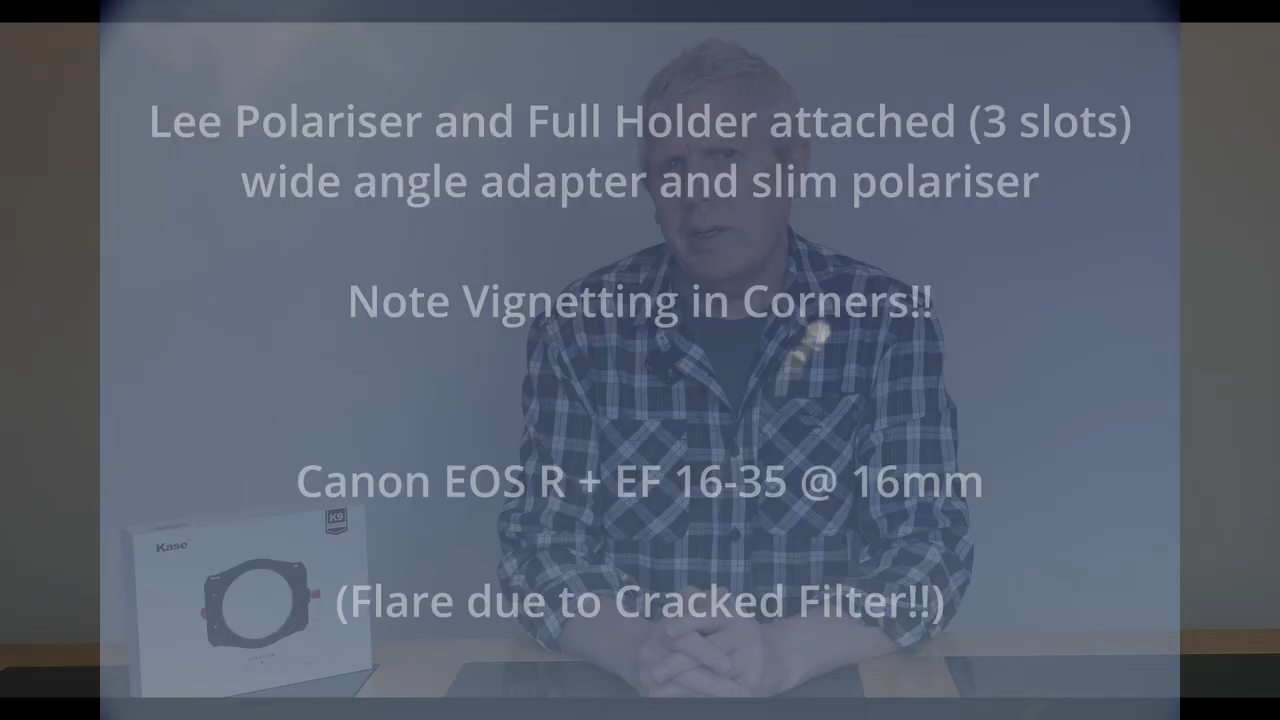 Lee Polariser and Full Holder attached (3 slots)
wide angle adapter and slim polariser
Note Vignetting in Corners!!
Canon EOS R + EF 16-35 @ 16mm
K9
Kase
(Flare due to Cracked Filter!!)